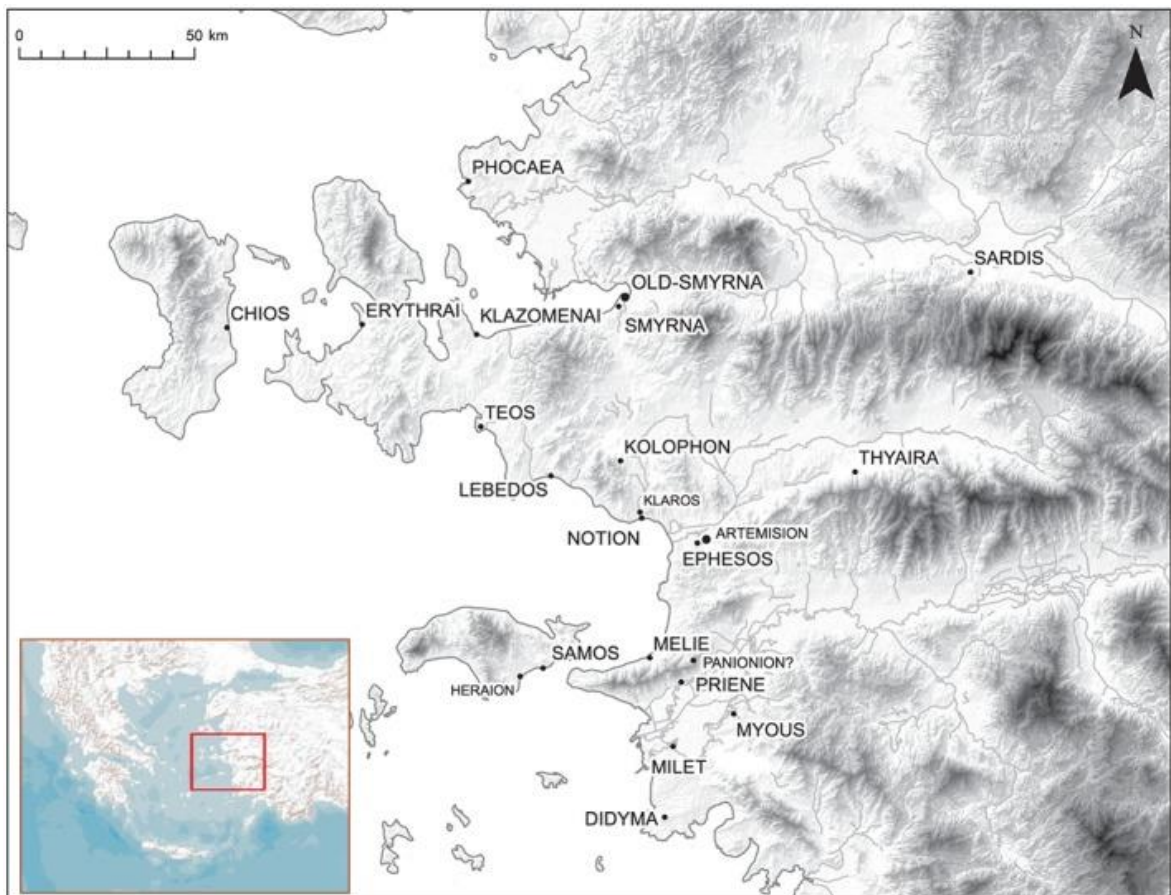 0
50 km
N
PHOCAEA
SARDIS
OLD-SMYRNA
CHIOS
ERYTHRAI
KLAZOMENAI
SMYRNA
TEOS
KOLOPHON
THYAIRA
LEBEDOS
KLAROS
NOTION
ARTEMISION
EPHESOS
SAMOS
MELIE
PANIONION?
HERAION
PRIENE
MYOUS
MILET
DIDYMA